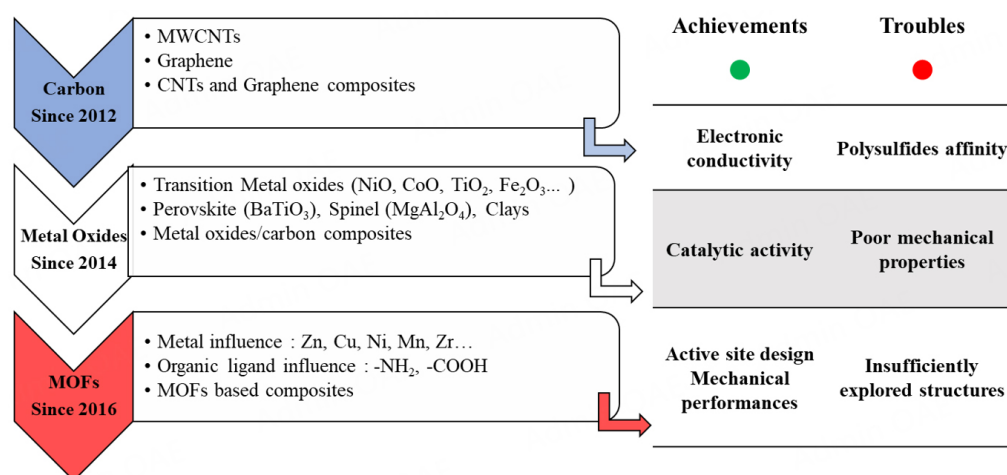 Carbon
Since 2012
• MWCNTs
• Graphene
• CNTs and Graphene composites
Metal Oxides
Since 2014
• Transition Metal oxides (NiO, CoO, TiO₂, Fe₂O₃... )
• Perovskite (BaTiO₃), Spinel (MgAl₂O₄), Clays
• Metal oxides/carbon composites
MOFs
Since 2016
• Metal influence : Zn, Cu, Ni, Mn, Zr…
• Organic ligand influence : -NH₂, -COOH
• MOFs based composites
Achievements
Troubles
Electronic
conductivity
Polysulfides affinity
Catalytic activity
Poor mechanical
properties
Active site design
Mechanical
performances
Insufficiently
explored structures